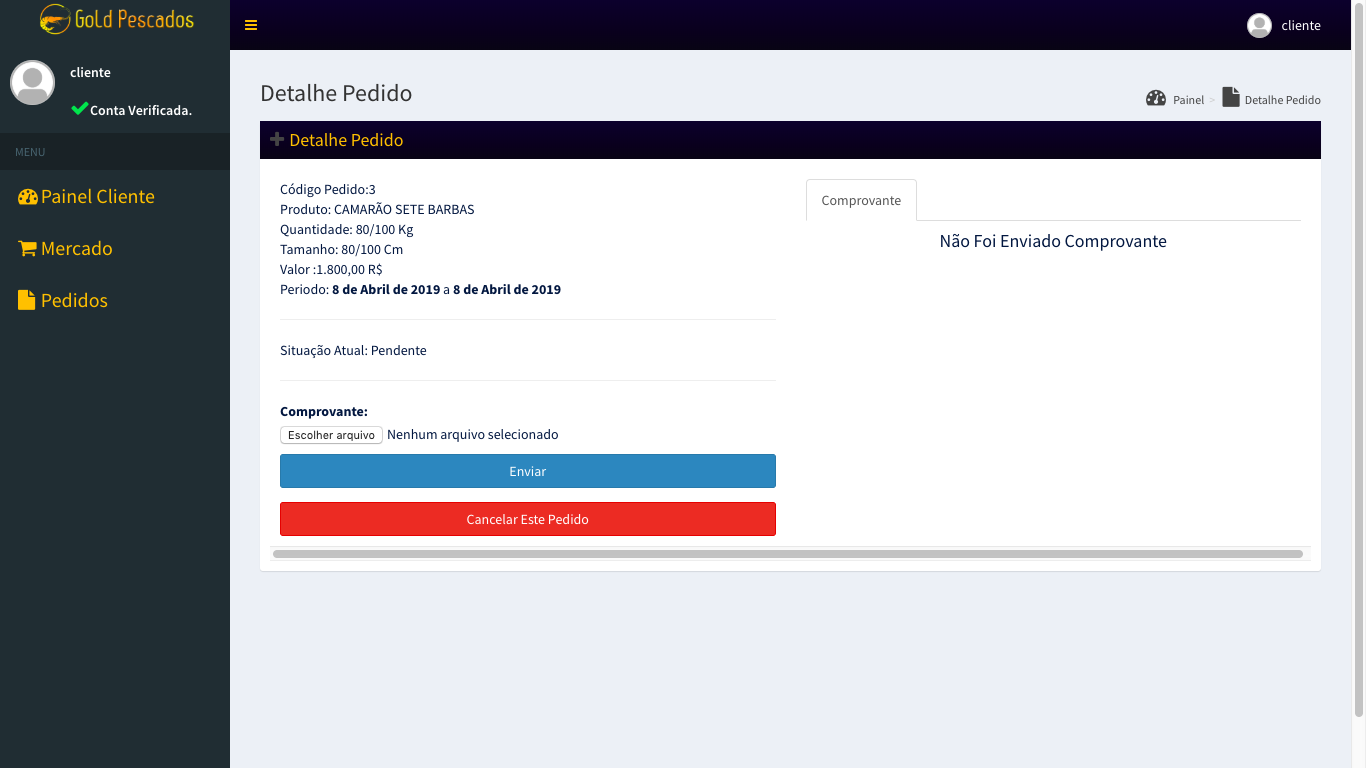 Gold Pescados
cliente
cliente
Conta Verificada.
MENU
Painel Cliente
Mercado
Pedidos
Detalhe Pedido
Painel > Detalhe Pedido
Detalhe Pedido
Código Pedido:3
Produto: CAMARÃO SETE BARBAS
Quantidade: 80/100 Kg
Tamanho: 80/100 Cm
Valor :1.800,00 R$
Periodo: 8 de Abril de 2019 a 8 de Abril de 2019
Situação Atual: Pendente
Comprovante:
Escolher arquivo Nenhum arquivo selecionado
Enviar
Cancelar Este Pedido
Comprovante
Não Foi Enviado Comprovante